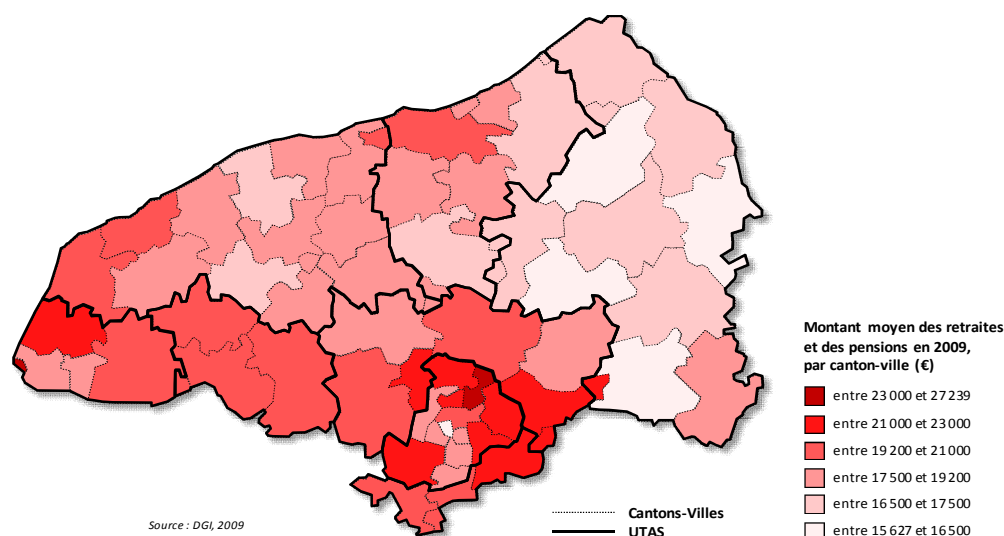 Montant moyen des retraites
et des pensions en 2009,
par canton-ville (€)
entre 23 000 et 27 239
entre 21 000 et 23 000
entre 19 200 et 21 000
entre 17 500 et 19 200
entre 16 500 et 17 500
entre 15 627 et 16 500
Source : DGI, 2009
Cantons-Villes
UTAS